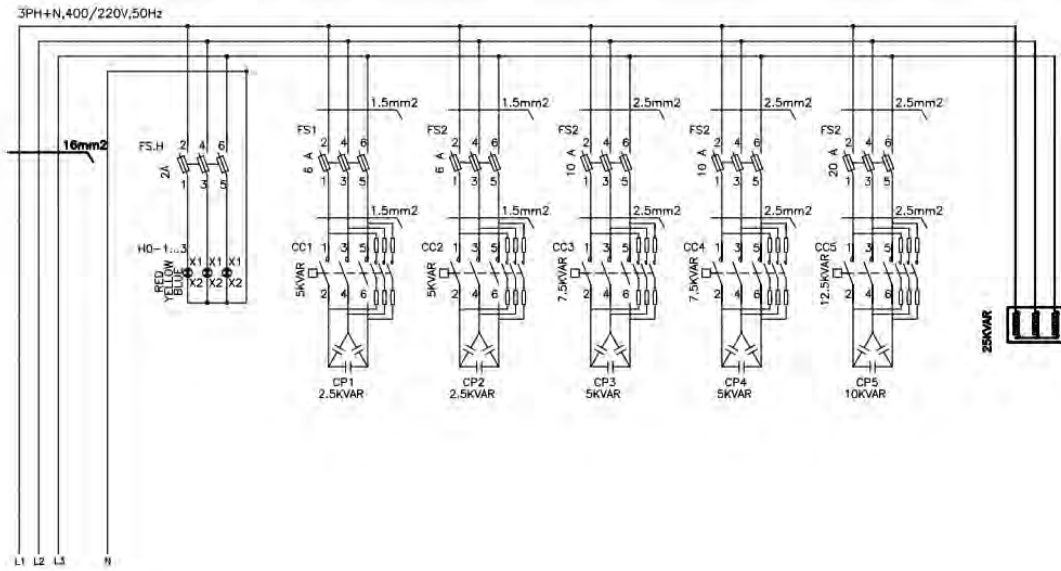 3PH+N,400/220V,50Hz
1.5mm2 1.5mm2 2.5mm2 2.5mm2 2.5mm2
16mm2
FS.H 2 4 6 FS1 2 4 6 FS2 2 4 6 FS2 2 4 6 FS2 2 4 6 FS2 2 4 6
2A 6 A 6 A 10 A 10 A 20 A
1 3 5 1 3 5 1 3 5 1 3 5 1 3 5 1 3 5
1.5mm2 1.5mm2 2.5mm2 2.5mm2 2.5mm2
H0-1...3 CC1 1 3 5 CC2 1 3 5 CC3 1 3 5 CC4 1 3 5 CC5 1 3 5
X1 X1 X1
RED
YELLOW
BLUE
X2 X2 X2
5KVAR 5KVAR 7.5KVAR 7.5KVAR 12.5KVAR
2 4 6 2 4 6 2 4 6 2 4 6 2 4 6
25KVAR
CP1 CP2 CP3 CP4 CP5
2.5KVAR 2.5KVAR 5KVAR 5KVAR 10KVAR
L1 L2 L3 N